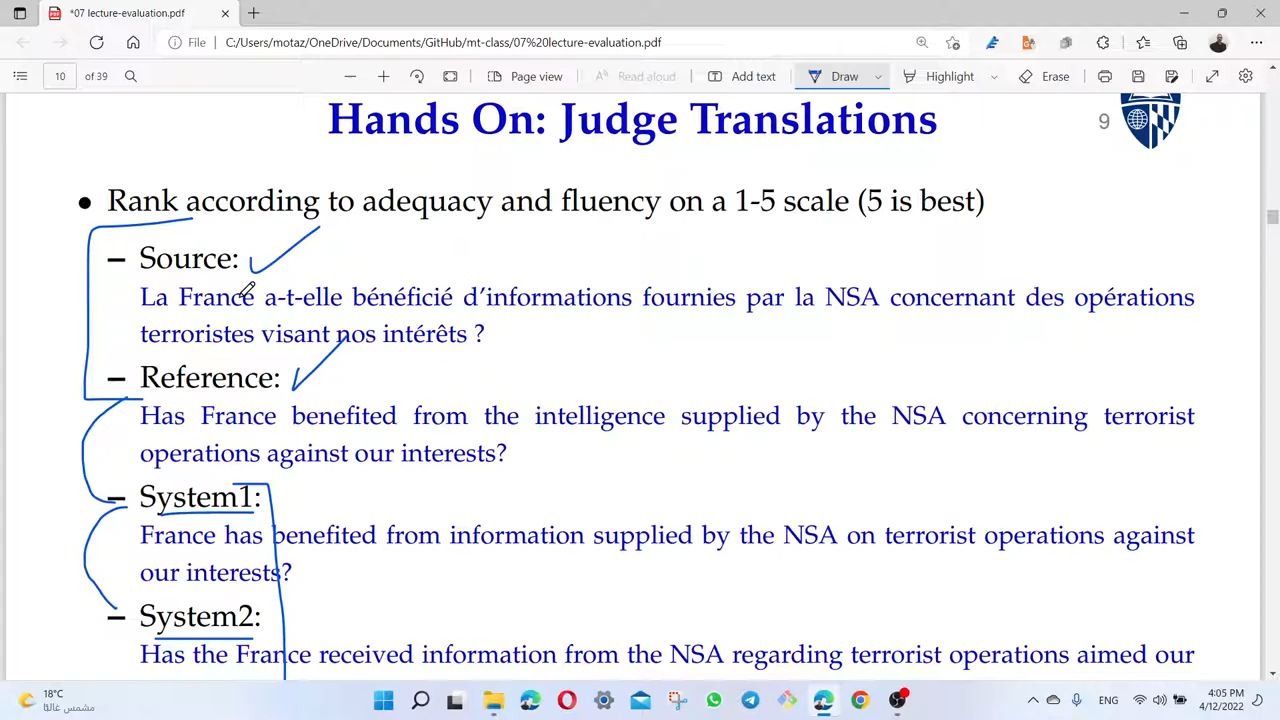 *07 lecture-evaluation.pdf
File
C:/Users/motaz/OneDrive/Documents/GitHub/mt-class/07%20lecture-evaluation.pdf
10 of 39
Page view
Read aloud
Add text
Draw
Highlight
Erase
Hands On: Judge Translations
9
• Rank according to adequacy and fluency on a 1-5 scale (5 is best)
– Source:
La France a-t-elle bénéficié d’informations fournies par la NSA concernant des opérations
terroristes visant nos intérêts ?
– Reference:
Has France benefited from the intelligence supplied by the NSA concerning terrorist
operations against our interests?
– System1:
France has benefited from information supplied by the NSA on terrorist operations against
our interests?
– System2:
Has the France received information from the NSA regarding terrorist operations aimed our
18°C
مشمس غالبًا
ENG
4:05 PM
4/12/2022